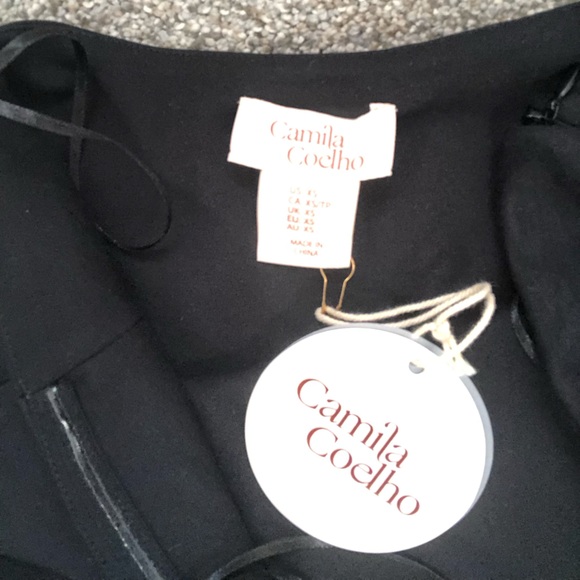 Camila
Coelho
US XS
CA XS/TP
UK XS
EU XS
AU XS
MADE IN
CHINA
Camila
Coelho